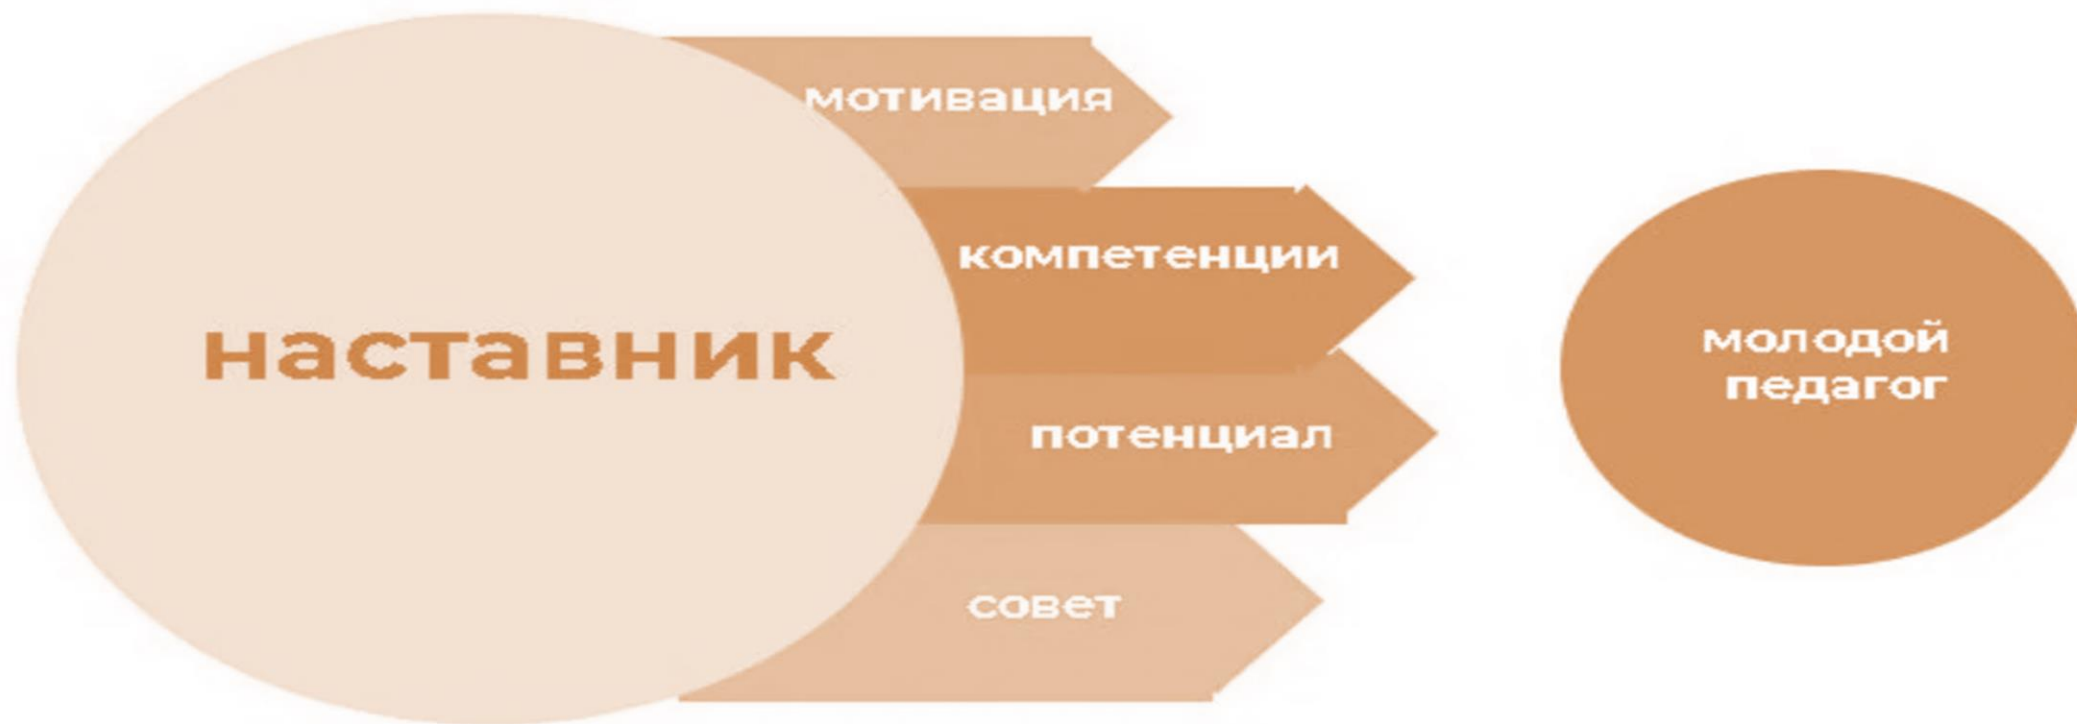 мотивация
компетенции
наставник
молодой
педагог
потенциал
совет